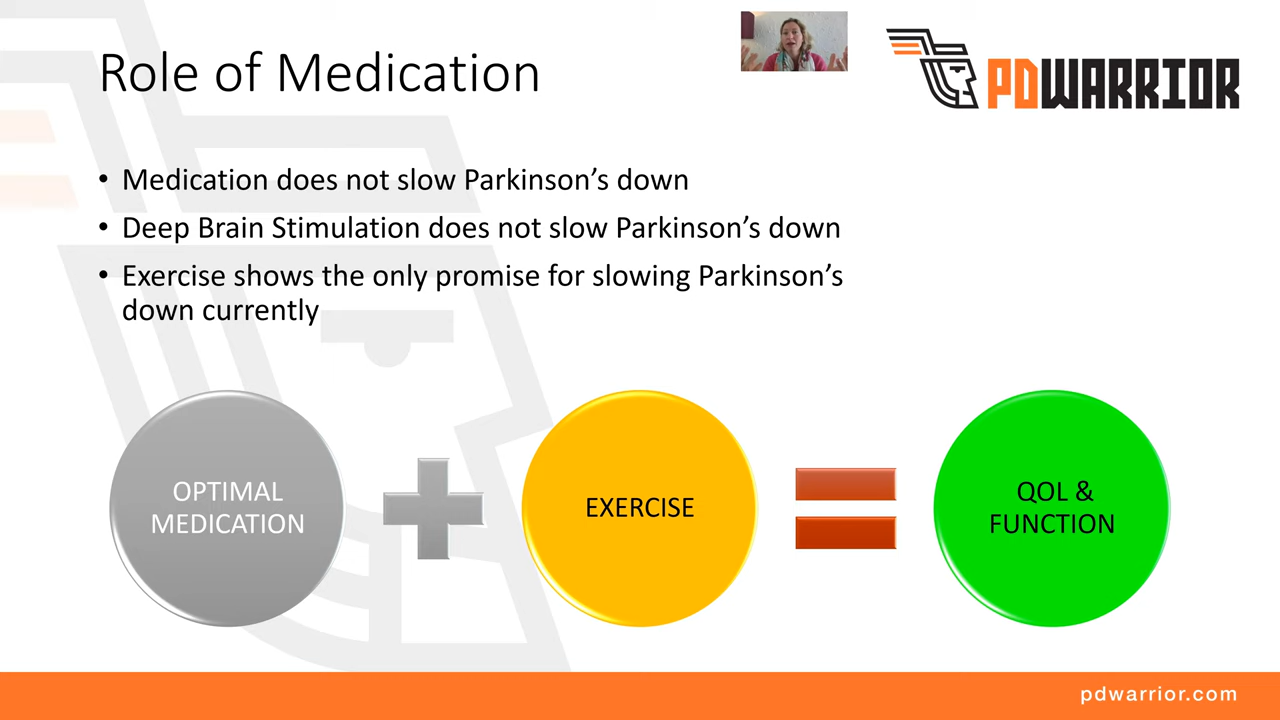 Role of Medication
PDWARRIOR
• Medication does not slow Parkinson’s down
• Deep Brain Stimulation does not slow Parkinson’s down
• Exercise shows the only promise for slowing Parkinson’s
down currently
OPTIMAL
MEDICATION
EXERCISE
QOL &
FUNCTION
pdwarrior.com